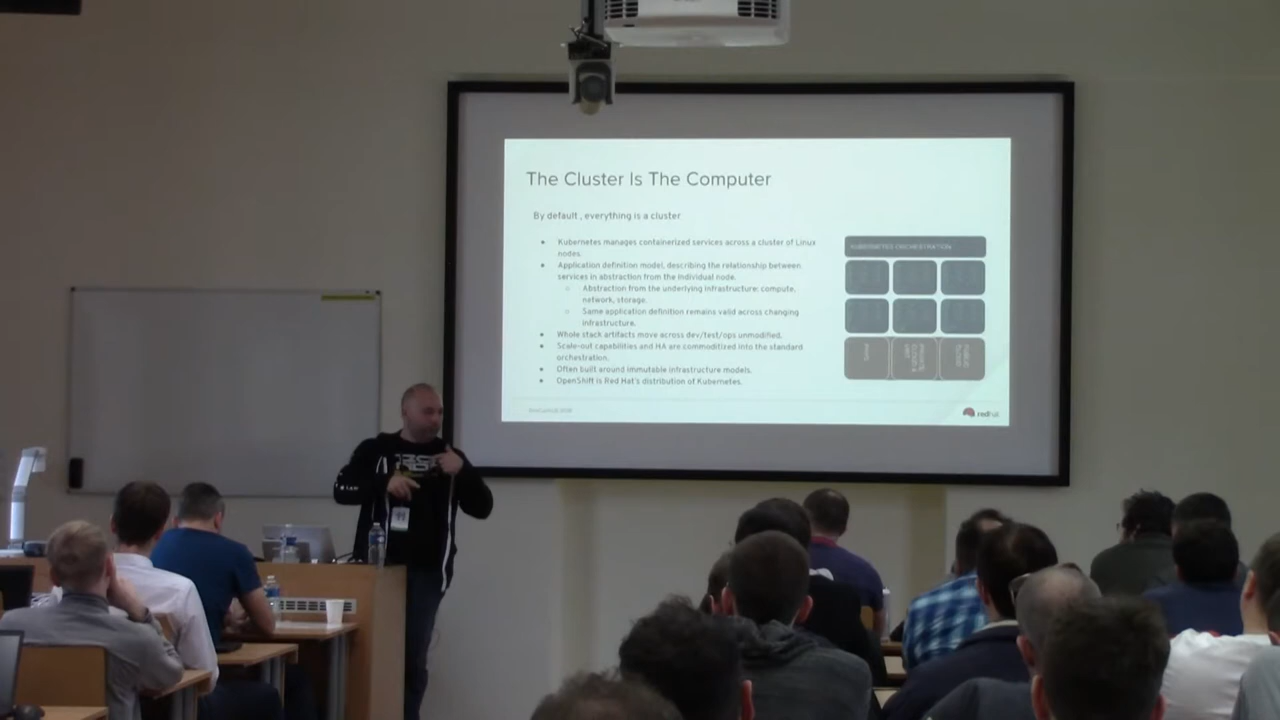 The Cluster Is The Computer
By default , everything is a cluster
Kubernetes manages containerized services across a cluster of Linux
nodes.
Application definition model, describing the relationship between
services in abstraction from the individual node.
Abstraction from the underlying infrastructure: compute,
network, storage.
Same application definition remains valid across changing
infrastructure.
Whole stack artifacts move across dev/test/ops unmodified.
Scale-out capabilities and HA are commoditized into the standard
orchestration.
Often built around immutable infrastructure models.
OpenShift is Red Hat's distribution of Kubernetes.
KUBERNETES ORCHESTRATION
redhat